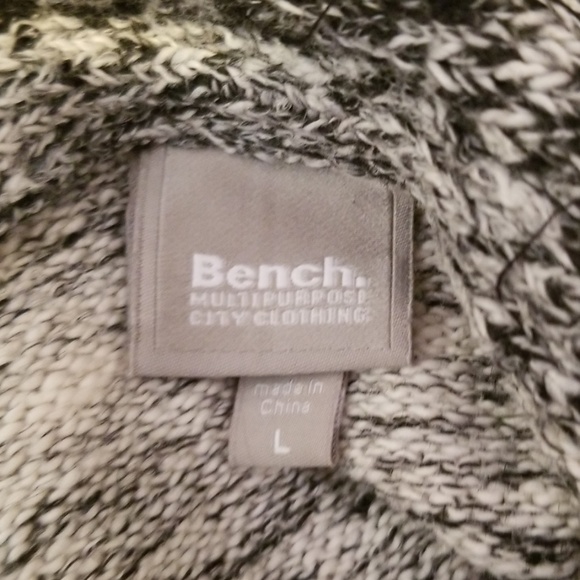 Bench.
MULTIPURPOSE
CITY CLOTHING
made in
China
L